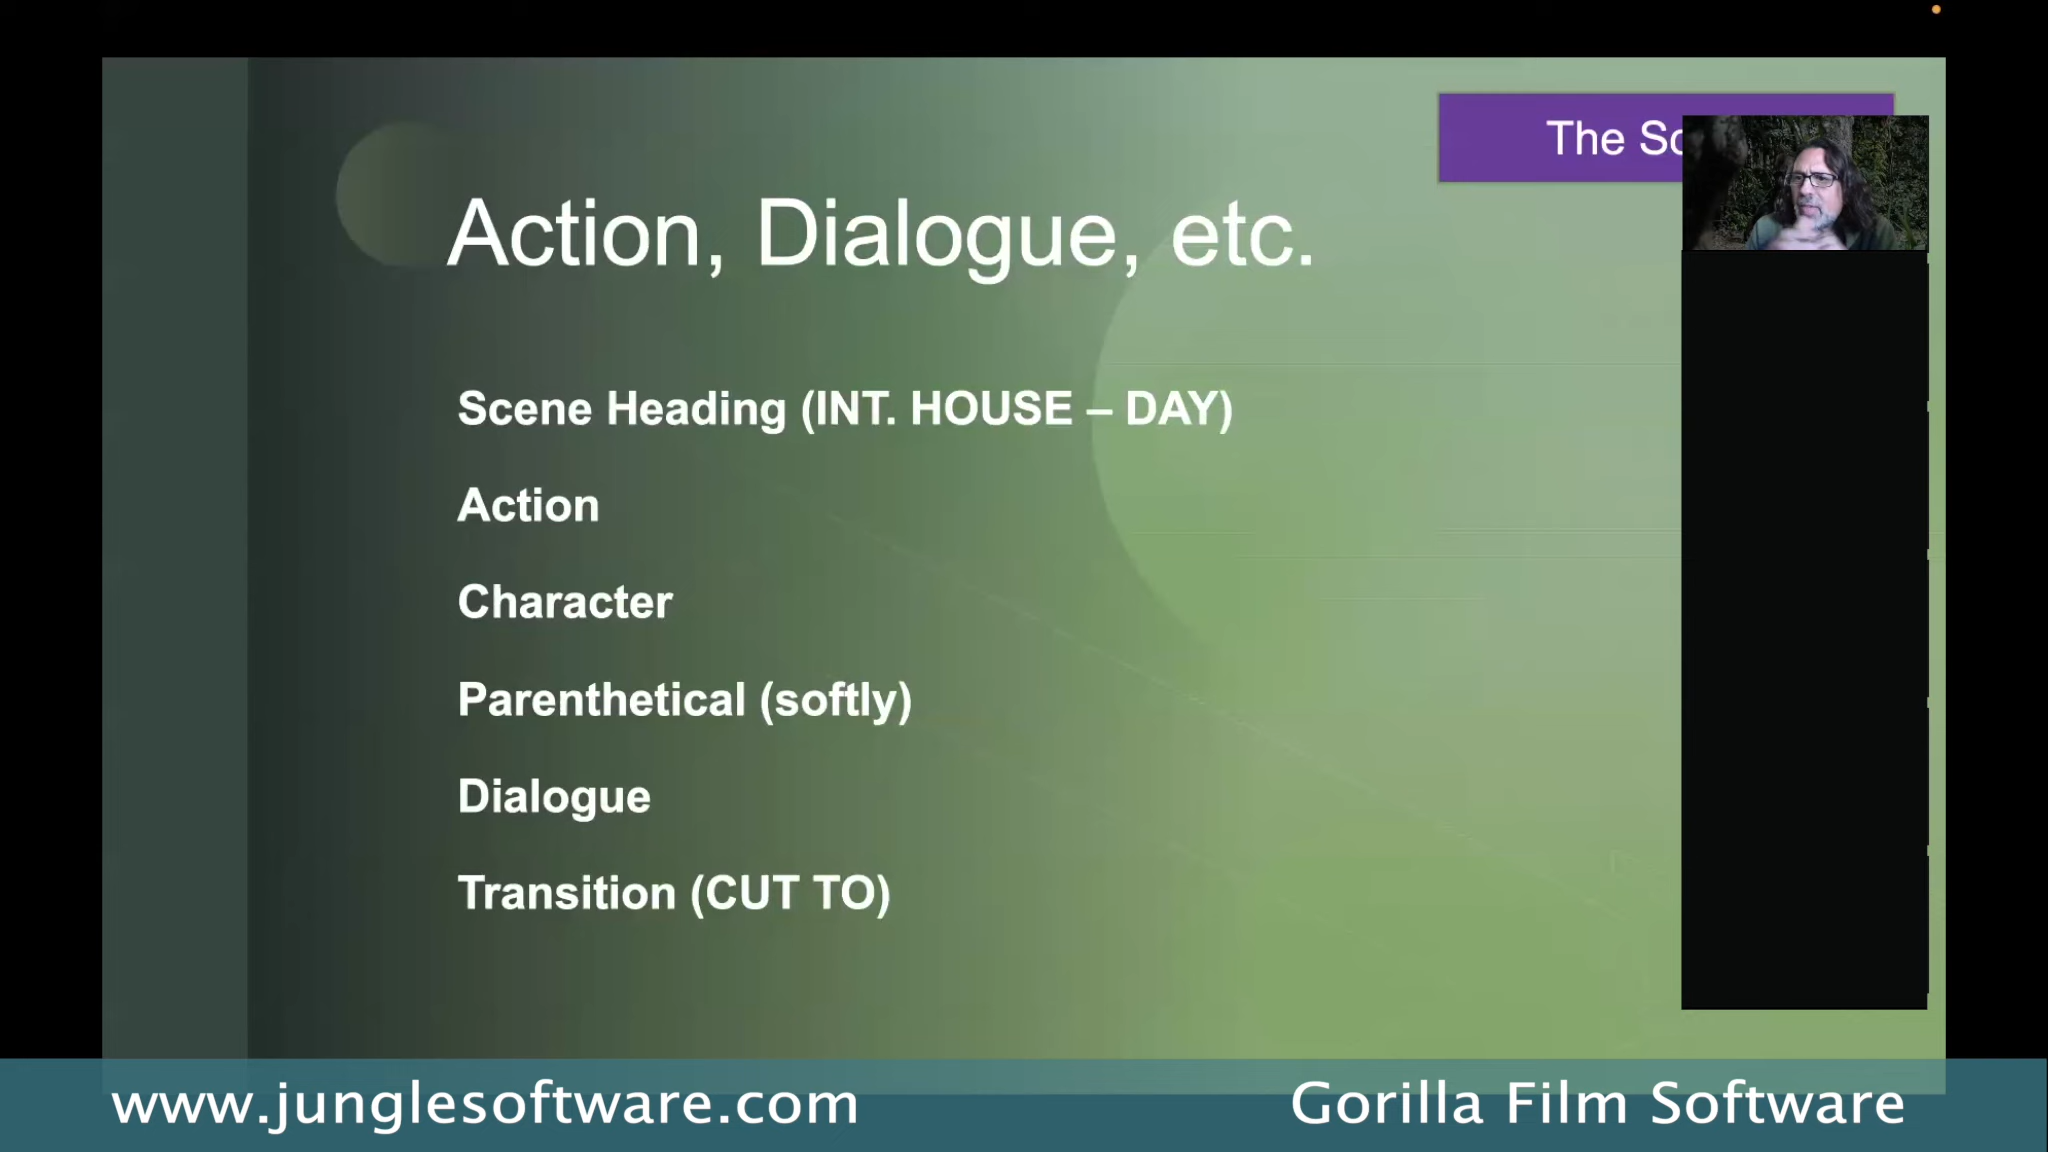 The
Action, Dialogue, etc.
Scene Heading (INT. HOUSE – DAY)
Action
Character
Parenthetical (softly)
Dialogue
Transition (CUT TO)
www.junglesoftware.com
Gorilla Film Software